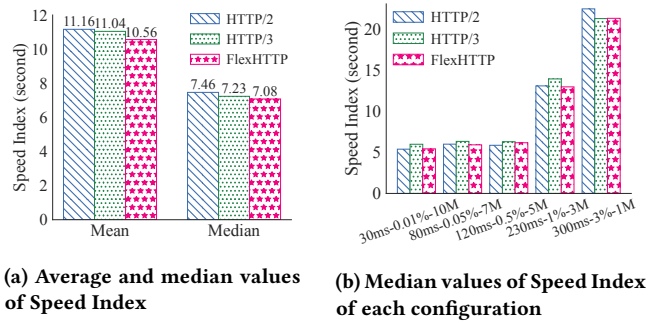 12
10
8
6
4
2
0
Speed Index (second)
HTTP/2
HTTP/3
FlexHTTP
11.16
11.04
10.56
7.46
7.23
7.08
Mean
Median
20
15
10
5
0
Speed Index (second)
HTTP/2
HTTP/3
FlexHTTP
30ms-0.01%-10M
80ms-0.05%-7M
120ms-0.5%-5M
230ms-1%-3M
300ms-3%-1M
(a) Average and median values
of Speed Index
(b) Median values of Speed Index
of each configuration